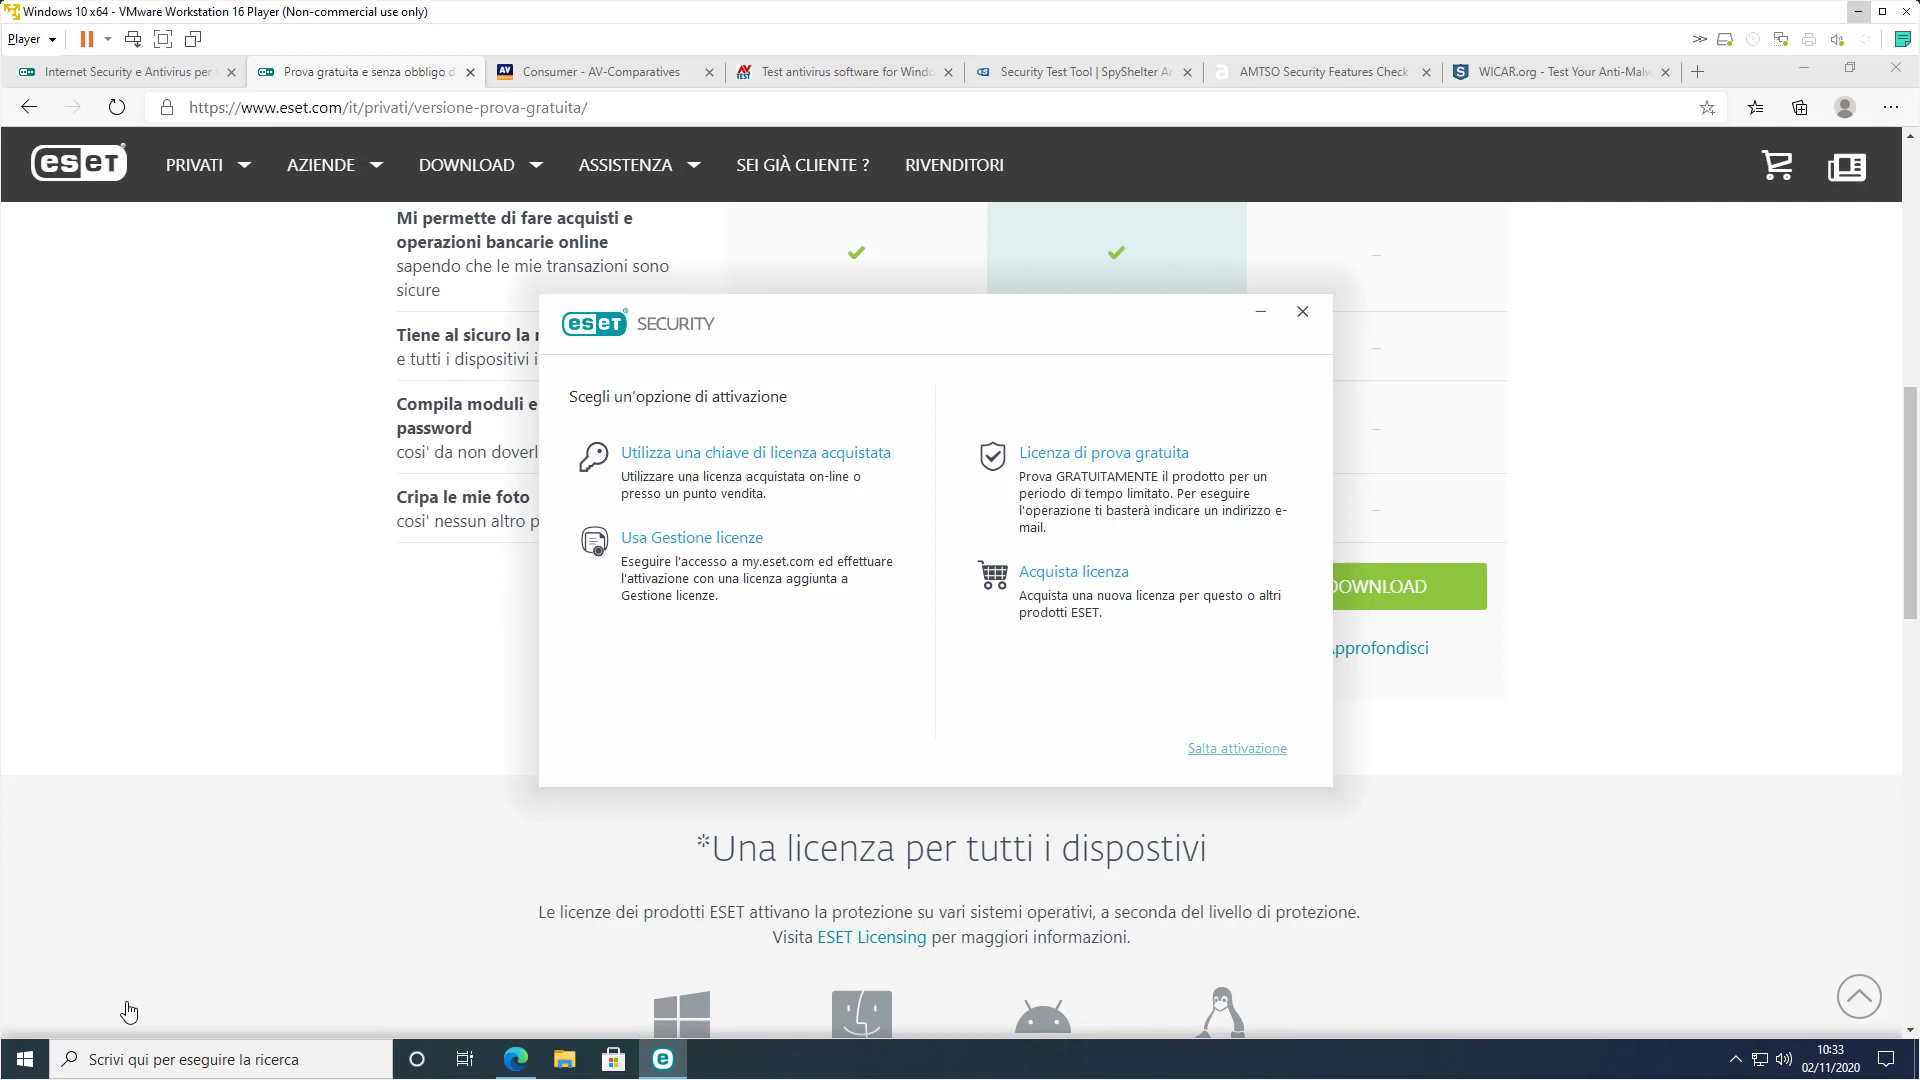 Windows 10 x64 - VMware Workstation 16 Player (Non-commercial use only)
Player
Internet Security e Antivirus per
Prova gratuita e senza obbligo d
Consumer - AV-Comparatives
Test antivirus software for Windo
Security Test Tool | SpyShelter An
AMTSO Security Features Check
WICAR.org - Test Your Anti-Malw
https://www.eset.com/it/privati/versione-prova-gratuita/
eseT
PRIVATI
AZIENDE
DOWNLOAD
ASSISTENZA
SEI GIÀ CLIENTE ?
RIVENDITORI
Mi permette di fare acquisti e
operazioni bancarie online
sapendo che le mie transazioni sono
sicure
Tiene al sicuro la
e tutti i dispositivi
Compila moduli e
password
cosi' da non doverl
Cripa le mie foto
cosi' nessun altro p
eseT SECURITY
Scegli un'opzione di attivazione
Utilizza una chiave di licenza acquistata
Utilizzare una licenza acquistata on-line o
presso un punto vendita.
Usa Gestione licenze
Eseguire l'accesso a my.eset.com ed effettuare
l'attivazione con una licenza aggiunta a
Gestione licenze.
Licenza di prova gratuita
Prova GRATUITAMENTE il prodotto per un
periodo di tempo limitato. Per eseguire
l'operazione ti basterà indicare un indirizzo e-
mail.
Acquista licenza
Acquista una nuova licenza per questo o altri
prodotti ESET.
Salta attivazione
DOWNLOAD
Approfondisci
*Una licenza per tutti i dispostivi
Le licenze dei prodotti ESET attivano la protezione su vari sistemi operativi, a seconda del livello di protezione.
Visita ESET Licensing per maggiori informazioni.
Scrivi qui per eseguire la ricerca
10:33
02/11/2020